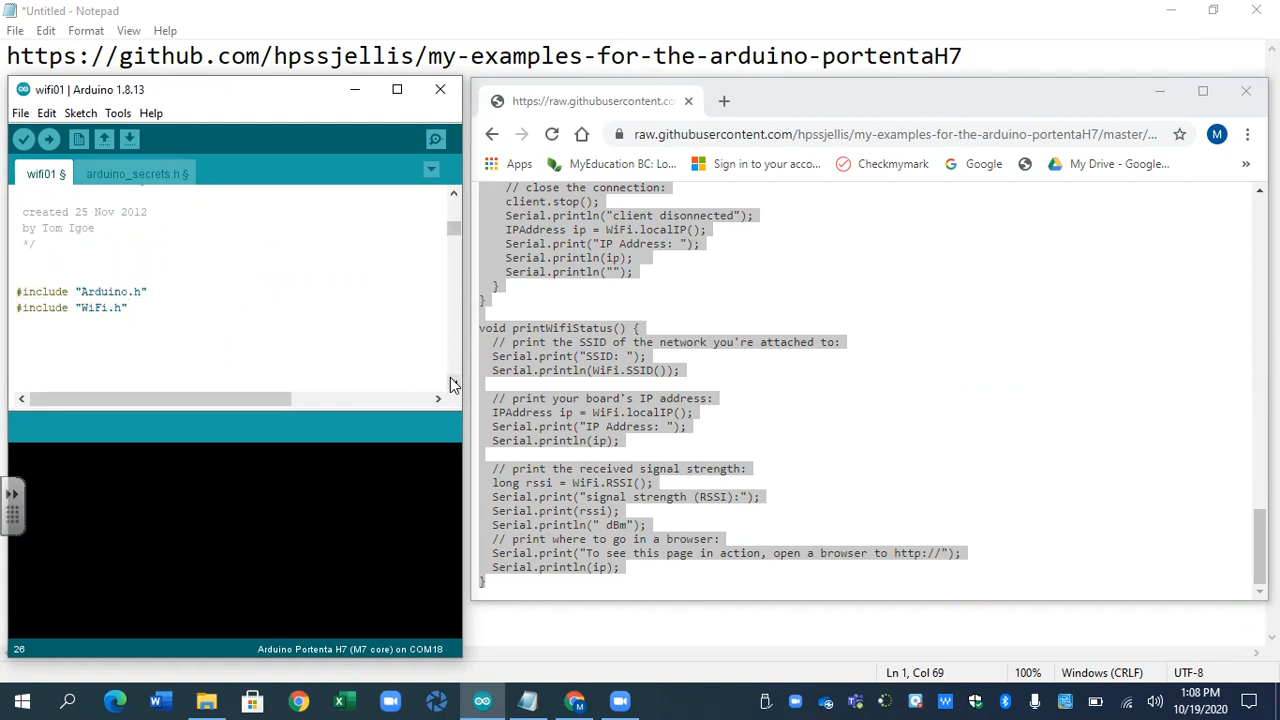 *Untitled - Notepad
File Edit Format View Help
https://github.com/hpssjellis/my-examples-for-the-arduino-portentaH7
wifi01 | Arduino 1.8.13
File Edit Sketch Tools Help
wifi01 § arduino_secrets.h §
created 25 Nov 2012
by Tom Igoe
*/
#include "Arduino.h"
#include "WiFi.h"
26 Arduino Portenta H7 (M7 core) on COM18
https://raw.githubusercontent.co
raw.githubusercontent.com/hpssjellis/my-examples-for-the-arduino-portentaH7/master/... M
Apps MyEducation BC: Lo... Sign in to your acco... Checkmymark G Google My Drive - Google... »
// close the connection:
client.stop();
Serial.println("client disonnected");
IPAddress ip = WiFi.localIP();
Serial.print("IP Address: ");
Serial.println(ip);
Serial.println("");
}
}
void printWifiStatus() {
// print the SSID of the network you're attached to:
Serial.print("SSID: ");
Serial.println(WiFi.SSID());
// print your board's IP address:
IPAddress ip = WiFi.localIP();
Serial.print("IP Address: ");
Serial.println(ip);
// print the received signal strength:
long rssi = WiFi.RSSI();
Serial.print("signal strength (RSSI):");
Serial.print(rssi);
Serial.println(" dBm");
// print where to go in a browser:
Serial.print("To see this page in action, open a browser to http://");
Serial.println(ip);
}
Ln 1, Col 69 100% Windows (CRLF) UTF-8
1:08 PM
10/19/2020